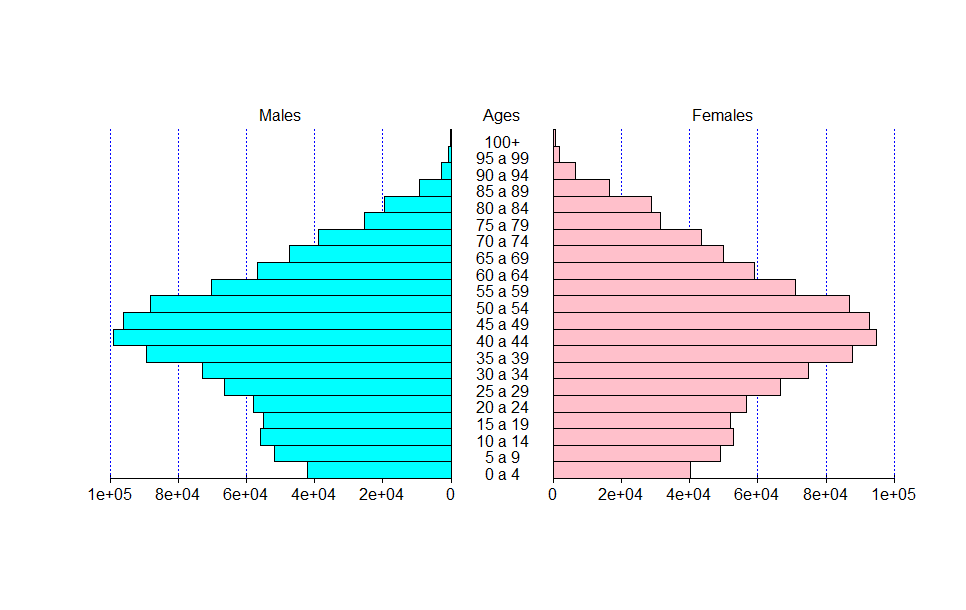 Males Ages Females
100+
95 a 99
90 a 94
85 a 89
80 a 84
75 a 79
70 a 74
65 a 69
60 a 64
55 a 59
50 a 54
45 a 49
40 a 44
35 a 39
30 a 34
25 a 29
20 a 24
15 a 19
10 a 14
5 a 9
0 a 4
1e+05 8e+04 6e+04 4e+04 2e+04 0 0 2e+04 4e+04 6e+04 8e+04 1e+05